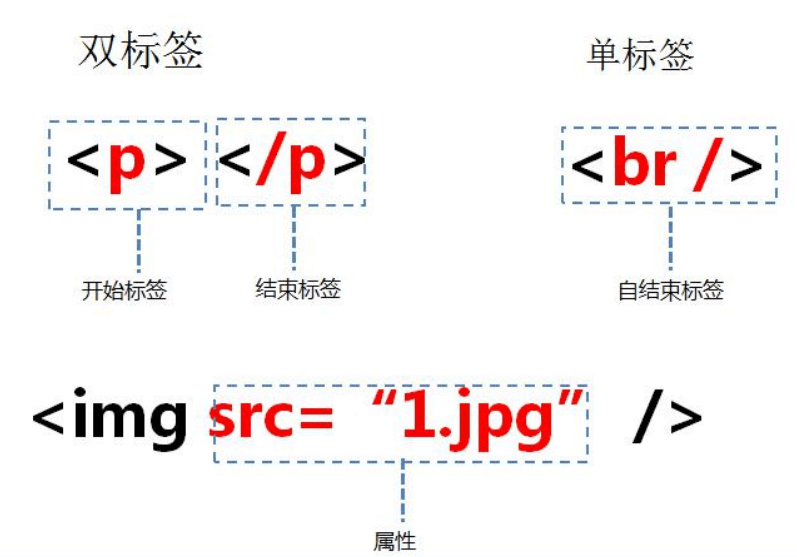 双标签 单标签
<p> </p> <br />
开始标签 结束标签 自结束标签
<img src= “1.jpg” />
属性